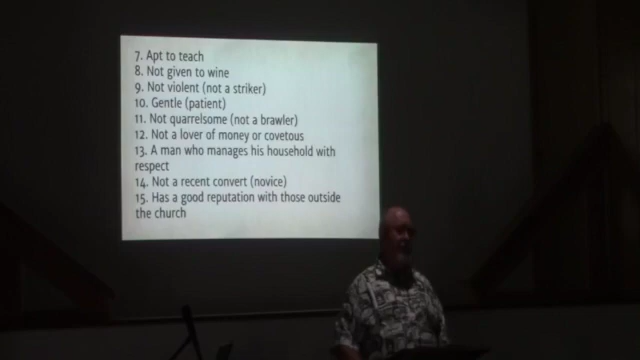 7. Apt to teach
8. Not given to wine
9. Not violent (not a striker)
10. Gentle (patient)
11. Not quarrelsome (not a brawler)
12. Not a lover of money or covetous
13. A man who manages his household with
respect
14. Not a recent convert (novice)
15. Has a good reputation with those outside
the church